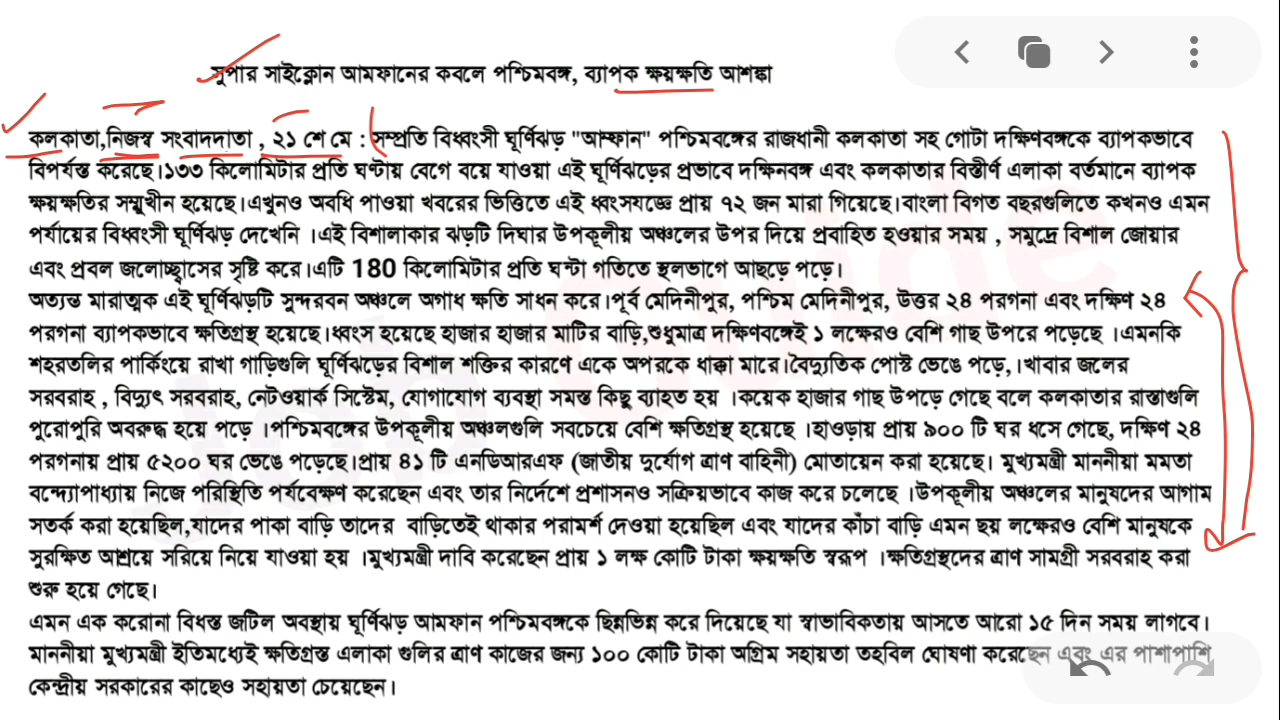 সুপার সাইক্লোন আমফানের কবলে পশ্চিমবঙ্গ, ব্যাপক ক্ষয়ক্ষতি আশঙ্কা
কলকাতা,নিজস্ব সংবাদদাতা , ২১ শে মে : সম্প্রতি বিধ্বংসী ঘূর্ণিঝড় "আম্ফান" পশ্চিমবঙ্গের রাজধানী কলকাতা সহ গোটা দক্ষিণবঙ্গকে ব্যাপকভাবে
বিপর্যস্ত করেছে।১৩৩ কিলোমিটার প্রতি ঘণ্টায় বেগে বয়ে যাওয়া এই ঘূর্ণিঝড়ের প্রভাবে দক্ষিনবঙ্গ এবং কলকাতার বিস্তীর্ণ এলাকা বর্তমানে ব্যাপক
ক্ষয়ক্ষতির সম্মুখীন হয়েছে।এখুনও অবধি পাওয়া খবরের ভিত্তিতে এই ধ্বংসযজ্ঞে প্রায় ৭২ জন মারা গিয়েছে।বাংলা বিগত বছরগুলিতে কখনও এমন
পর্যায়ের বিধ্বংসী ঘূর্ণিঝড় দেখেনি ।এই বিশালাকার ঝড়টি দিঘার উপকূলীয় অঞ্চলের উপর দিয়ে প্রবাহিত হওয়ার সময় , সমুদ্রে বিশাল জোয়ার
এবং প্রবল জলোচ্ছ্বাসের সৃষ্টি করে।এটি 180 কিলোমিটার প্রতি ঘন্টা গতিতে স্থলভাগে আছড়ে পড়ে।
অত্যন্ত মারাত্মক এই ঘূর্ণিঝড়টি সুন্দরবন অঞ্চলে অগাধ ক্ষতি সাধন করে।পূর্ব মেদিনীপুর, পশ্চিম মেদিনীপুর, উত্তর ২৪ পরগনা এবং দক্ষিণ ২৪
পরগনা ব্যাপকভাবে ক্ষতিগ্রস্থ হয়েছে।ধ্বংস হয়েছে হাজার হাজার মাটির বাড়ি,শুধুমাত্র দক্ষিণবঙ্গেই ১ লক্ষেরও বেশি গাছ উপরে পড়েছে ।এমনকি
শহরতলির পার্কিংয়ে রাখা গাড়িগুলি ঘূর্ণিঝড়ের বিশাল শক্তির কারণে একে অপরকে ধাক্কা মারে।বৈদ্যুতিক পোস্ট ভেঙে পড়ে,।খাবার জলের
সরবরাহ , বিদ্যুৎ সরবরাহ, নেটওয়ার্ক সিস্টেম, যোগাযোগ ব্যবস্থা সমস্ত কিছু ব্যাহত হয় ।কয়েক হাজার গাছ উপড়ে গেছে বলে কলকাতার রাস্তাগুলি
পুরোপুরি অবরুদ্ধ হয়ে পড়ে ।পশ্চিমবঙ্গের উপকূলীয় অঞ্চলগুলি সবচেয়ে বেশি ক্ষতিগ্রস্থ হয়েছে ।হাওড়ায় প্রায় ৯০০ টি ঘর ধসে গেছে, দক্ষিণ ২৪
পরগনায় প্রায় ৫২০০ ঘর ভেঙে পড়েছে।প্রায় ৪১ টি এনডিআরএফ (জাতীয় দুর্যোগ ত্রাণ বাহিনী) মোতায়েন করা হয়েছে। মুখ্যমন্ত্রী মাননীয়া মমতা
বন্দ্যোপাধ্যায় নিজে পরিস্থিতি পর্যবেক্ষণ করেছেন এবং তার নির্দেশে প্রশাসনও সক্রিয়ভাবে কাজ করে চলেছে ।উপকূলীয় অঞ্চলের মানুষদের আগাম
সতর্ক করা হয়েছিল,যাদের পাকা বাড়ি তাদের বাড়িতেই থাকার পরামর্শ দেওয়া হয়েছিল এবং যাদের কাঁচা বাড়ি এমন ছয় লক্ষেরও বেশি মানুষকে
সুরক্ষিত আশ্রয়ে সরিয়ে নিয়ে যাওয়া হয় ।মুখ্যমন্ত্রী দাবি করেছেন প্রায় ১ লক্ষ কোটি টাকা ক্ষয়ক্ষতি স্বরূপ ।ক্ষতিগ্রস্থদের ত্রাণ সামগ্রী সরবরাহ করা
শুরু হয়ে গেছে।
এমন এক করোনা বিধস্ত জটিল অবস্থায় ঘূর্ণিঝড় আমফান পশ্চিমবঙ্গকে ছিন্নভিন্ন করে দিয়েছে যা স্বাভাবিকতায় আসতে আরো ১৫ দিন সময় লাগবে।
মাননীয়া মুখ্যমন্ত্রী ইতিমধ্যেই ক্ষতিগ্রস্ত এলাকা গুলির ত্রাণ কাজের জন্য ১০০ কোটি টাকা অগ্রিম সহায়তা তহবিল ঘোষণা করেছেন এবং এর পাশাপাশি
কেন্দ্রীয় সরকারের কাছেও সহায়তা চেয়েছেন।